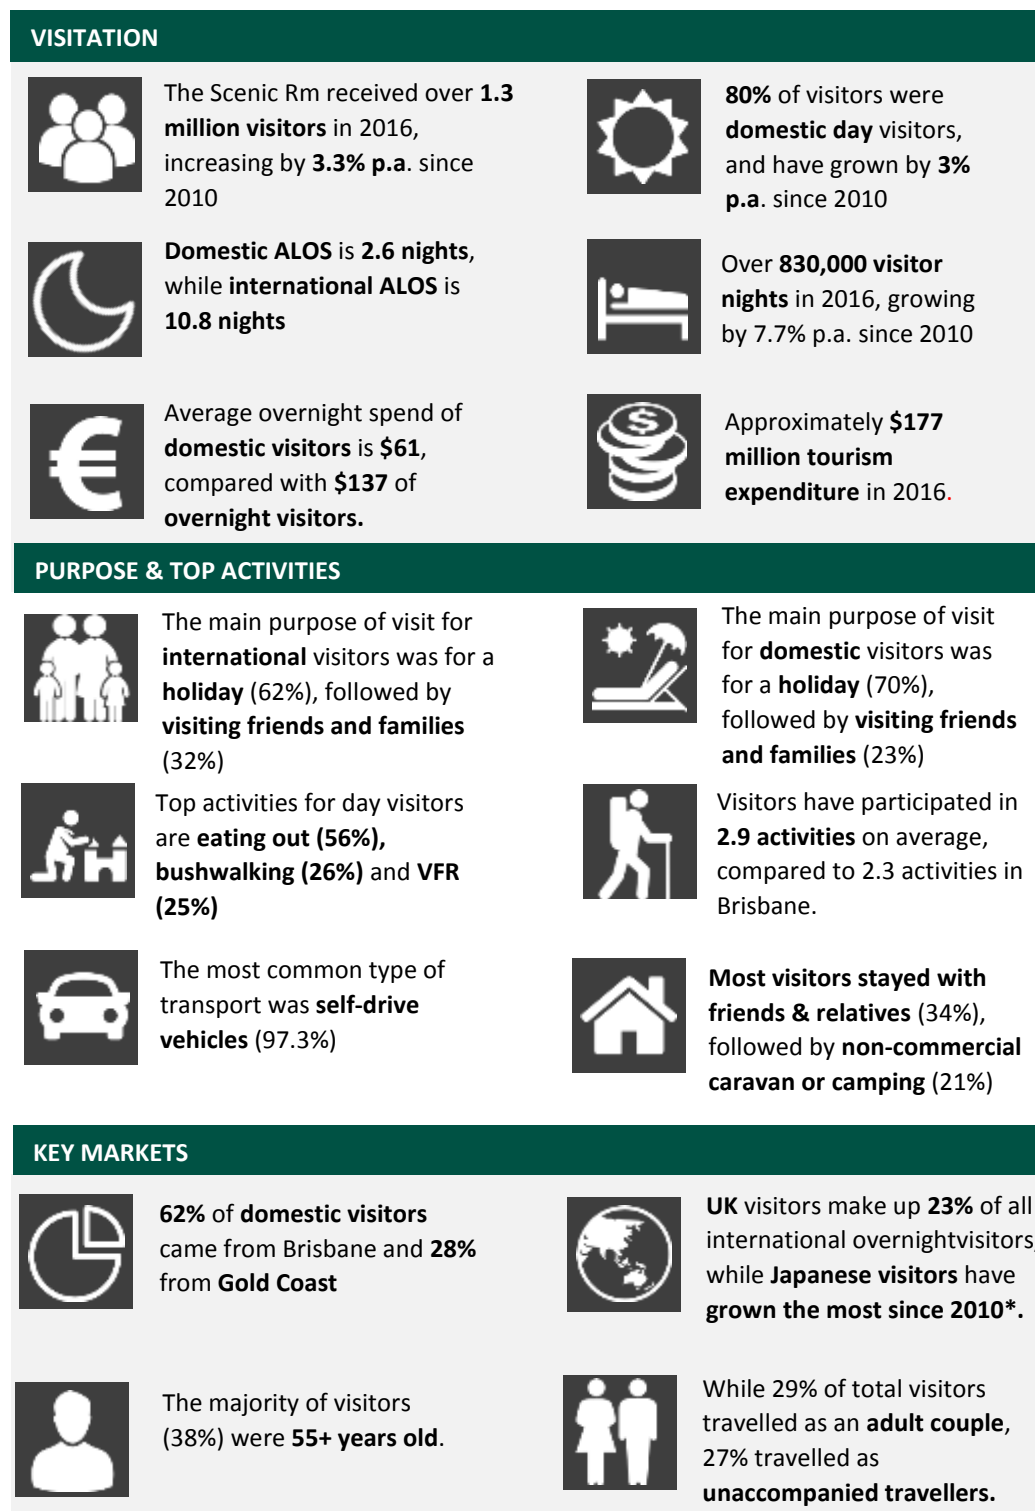 VISITATION
The Scenic Rm received over 1.3
million visitors in 2016,
increasing by 3.3% p.a. since
2010
80% of visitors were
domestic day visitors,
and have grown by 3%
p.a. since 2010
Domestic ALOS is 2.6 nights,
while international ALOS is
10.8 nights
Over 830,000 visitor
nights in 2016, growing
by 7.7% p.a. since 2010
€
Average overnight spend of
domestic visitors is $61,
compared with $137 of
overnight visitors.
$
Approximately $177
million tourism
expenditure in 2016.
PURPOSE & TOP ACTIVITIES
The main purpose of visit for
international visitors was for a
holiday (62%), followed by
visiting friends and families
(32%)
The main purpose of visit
for domestic visitors was
for a holiday (70%),
followed by visiting friends
and families (23%)
Top activities for day visitors
are eating out (56%),
bushwalking (26%) and VFR
(25%)
Visitors have participated in
2.9 activities on average,
compared to 2.3 activities in
Brisbane.
The most common type of
transport was self-drive
vehicles (97.3%)
Most visitors stayed with
friends & relatives (34%),
followed by non-commercial
caravan or camping (21%)
KEY MARKETS
62% of domestic visitors
came from Brisbane and 28%
from Gold Coast
UK visitors make up 23% of all
international overnightvisitors,
while Japanese visitors have
grown the most since 2010*.
The majority of visitors
(38%) were 55+ years old.
While 29% of total visitors
travelled as an adult couple,
27% travelled as
unaccompanied travellers.